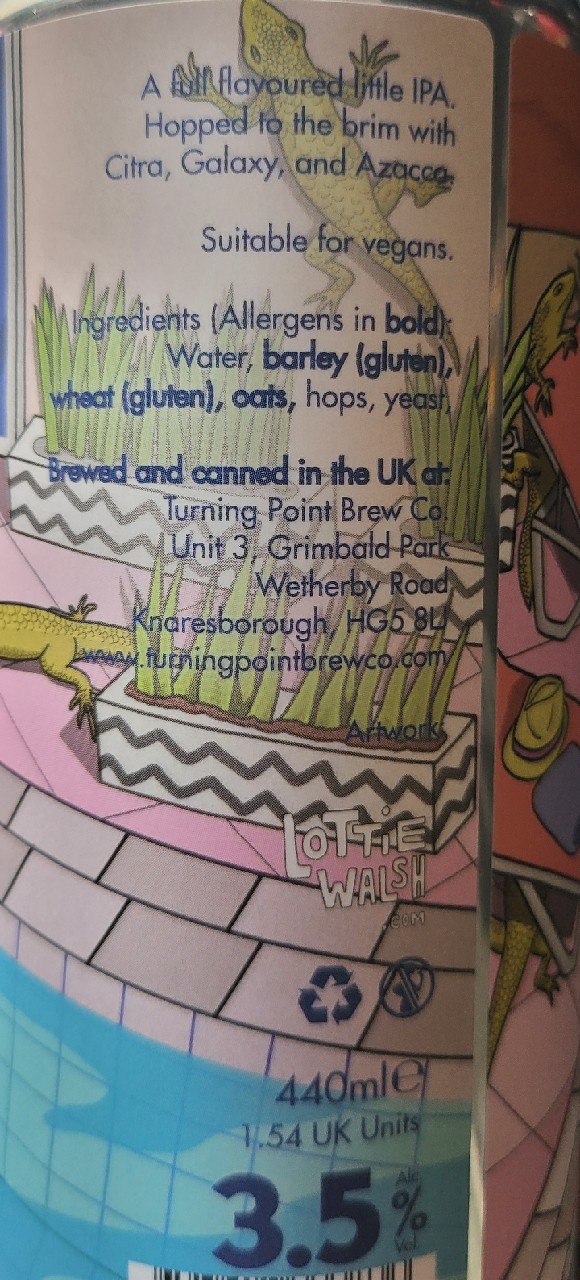 A full flavoured little IPA.
Hopped to the brim with
Citra, Galaxy, and Azacca.
Suitable for vegans.
Ingredients (Allergens in bold):
Water, barley (gluten),
wheat (gluten), oats, hops, yeast
Brewed and canned in the UK at:
Turning Point Brew Co.
Unit 3, Grimbald Park
Wetherby Road
Knaresborough, HG5 8LJ
www.turningpointbrewco.com
Artwork
LOTTIE
WALSH
.COM
440ml℮
1.54 UK Units
3.5% Alc Vol